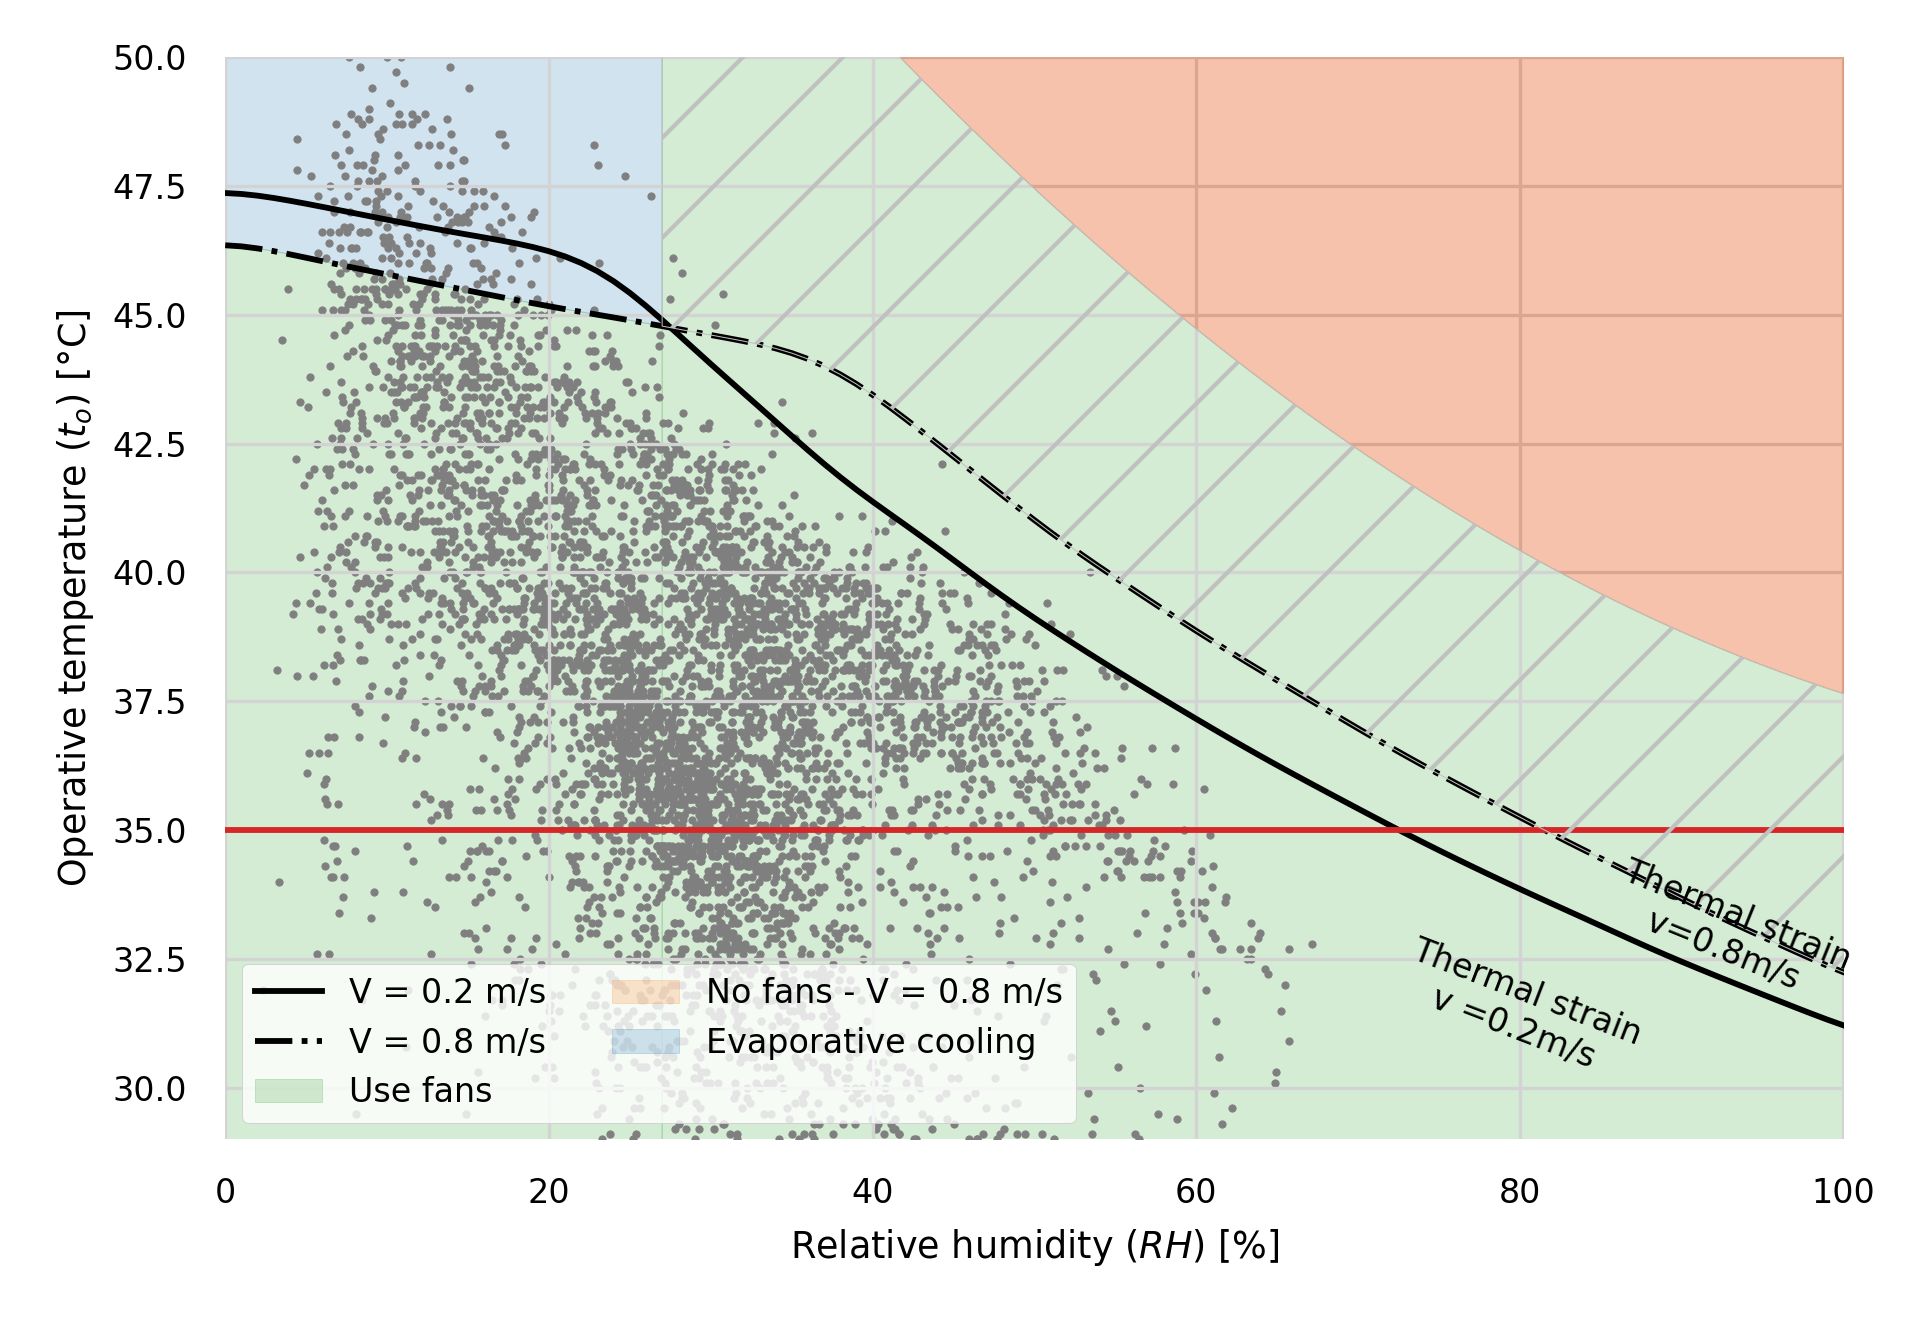 50.0
47.5
45.0
42.5
40.0
37.5
35.0
32.5
30.0
Operative temperature (t_o) [°C]
Thermal strain
v=0.8m/s
Thermal strain
v =0.2m/s
V = 0.2 m/s
V = 0.8 m/s
Use fans
No fans - V = 0.8 m/s
Evaporative cooling
0
20
40
60
80
100
Relative humidity (RH) [%]